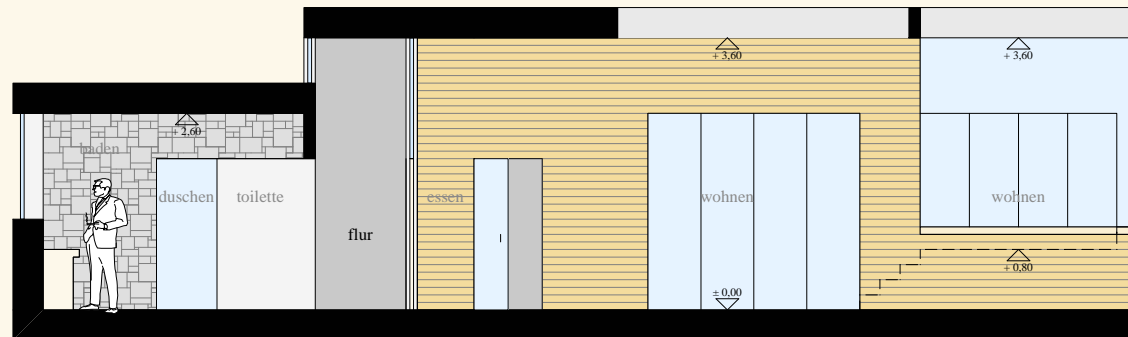 + 3,60
+ 3,60
+ 2,60
baden
duschen
toilette
essen
wohnen
wohnen
flur
+ 0,80
± 0,00